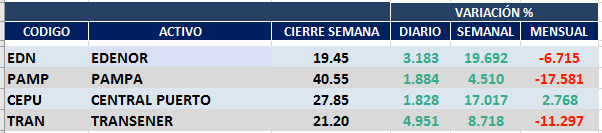 VARIACIÓN %
CODIGO ACTIVO CIERRE SEMANA DIARIO SEMANAL MENSUAL
EDN EDENOR 19.45 3.183 19.692 -6.715
PAMP PAMPA 40.55 1.884 4.510 -17.581
CEPU CENTRAL PUERTO 27.85 1.828 17.017 2.768
TRAN TRANSENER 21.20 4.951 8.718 -11.297